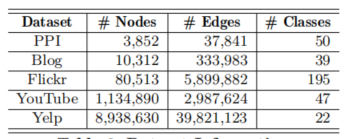 Dataset # Nodes # Edges # Classes
PPI 3,852 37,841 50
Blog 10,312 333,983 39
Flickr 80,513 5,899,882 195
YouTube 1,134,890 2,987,624 47
Yelp 8,938,630 39,821,123 22